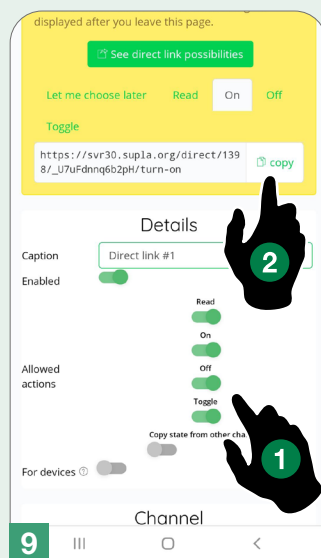 displayed after you leave this page.
See direct link possibilities
Let me choose later Read On Off
Toggle
https://svr30.supla.org/direct/139
8/_U7uFdnnq6b2pH/turn-on
copy
2
Details
Caption Direct link #1
Enabled
Read
On
Allowed
actions
Off
Toggle
1
Copy state from other cha
For devices ?
Channel
9